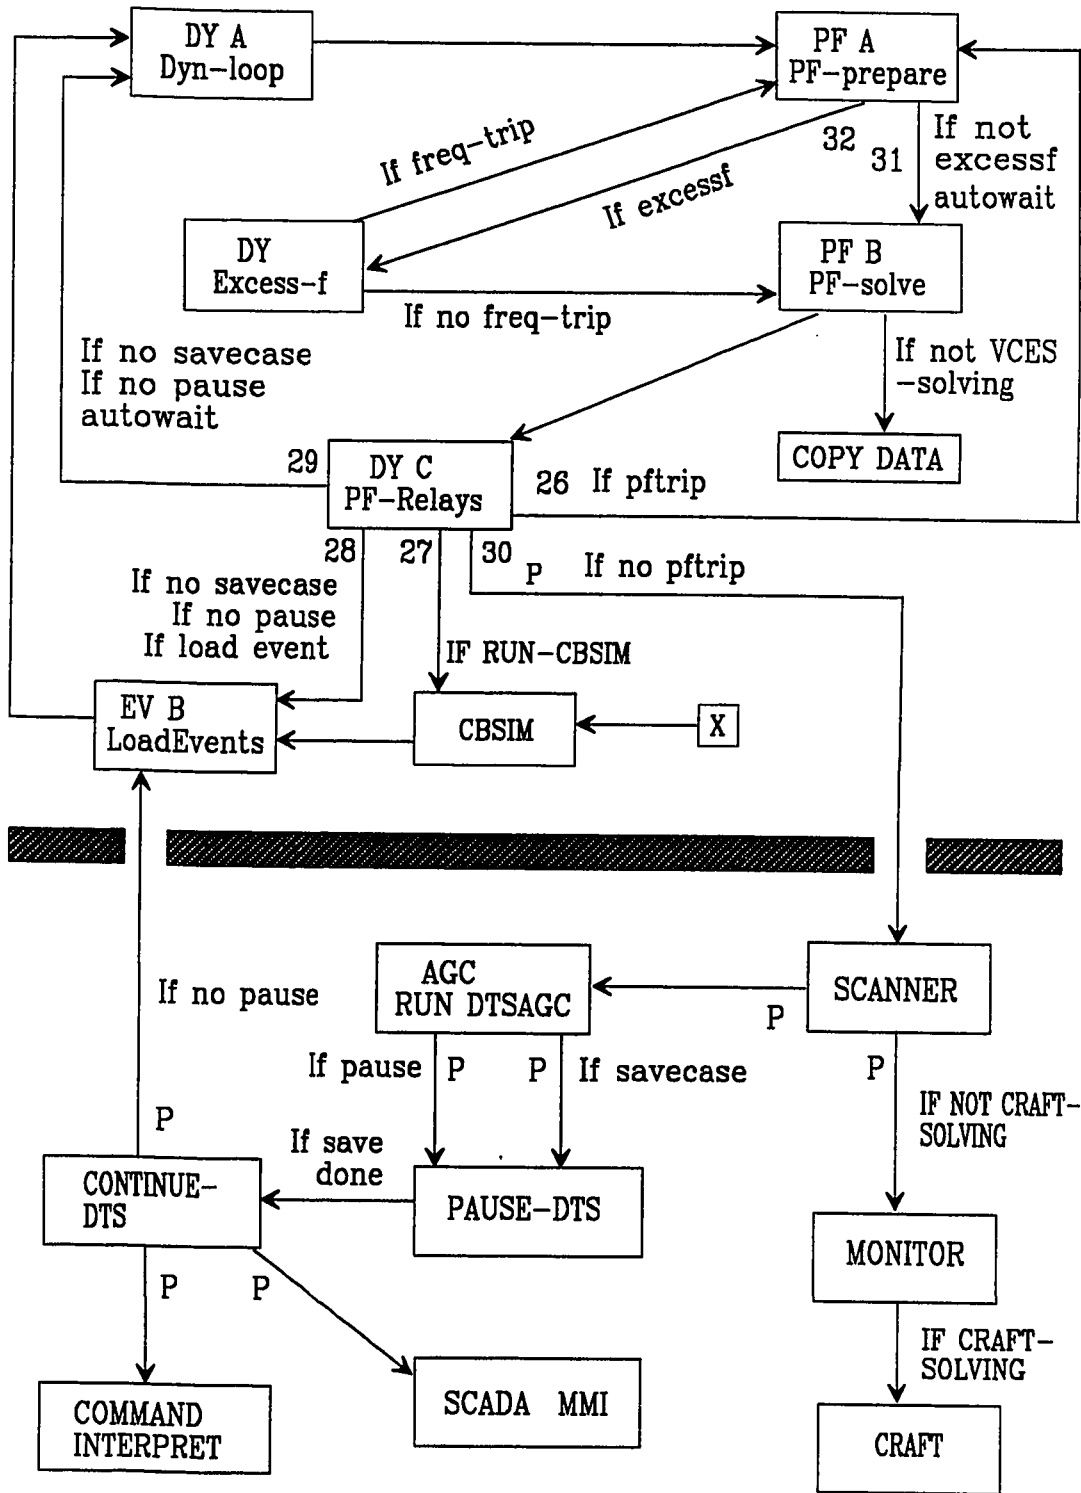 DY A
Dyn-loop
PF A
PF-prepare
If freq-trip
If excessf
32
31
If not
excessf
autowait
DY
Excess-f
PF B
PF-solve
If no freq-trip
If not VCES
-solving
If no savecase
If no pause
autowait
COPY DATA
29
DY C
PF-Relays
26 If pftrip
28
27
30
P If no pftrip
If no savecase
If no pause
If load event
IF RUN-CBSIM
EV B
LoadEvents
CBSIM
X
If no pause
AGC
RUN DTSAGC
SCANNER
P
If pause
P
P
If savecase
P
IF NOT CRAFT-
SOLVING
P
If save
done
CONTINUE-
DTS
PAUSE-DTS
MONITOR
P
P
IF CRAFT-
SOLVING
COMMAND
INTERPRET
SCADA MMI
CRAFT